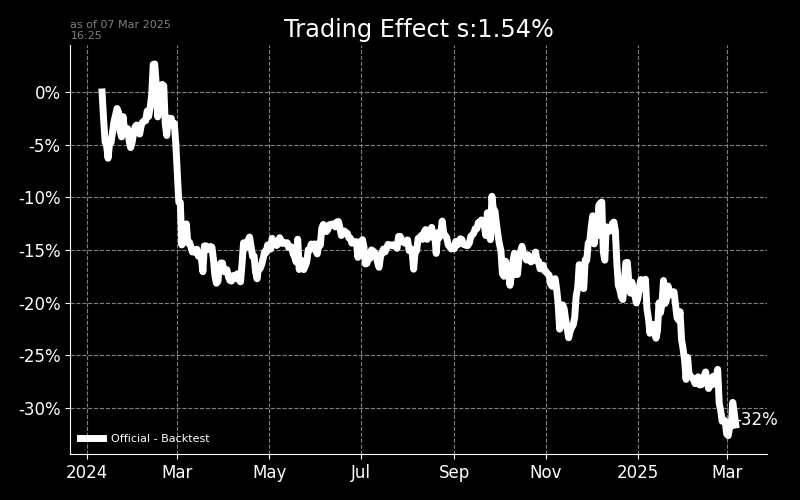 as of 07 Mar 2025
16:25
Trading Effect s:1.54%
0%
-5%
-10%
-15%
-20%
-25%
-30%
-32%
Official - Backtest
2024 Mar May Jul Sep Nov 2025 Mar